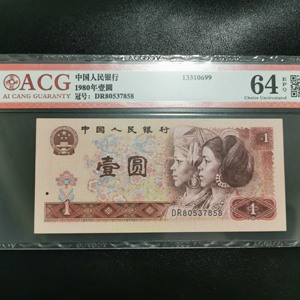 ACG
AI CANG GUARANTY
中国人民银行
1980年壹圆
冠号: DR80537858
13310699
64 EPQ
Choice Uncirculated
中国人民银行
1
壹圆
1
DR80537858